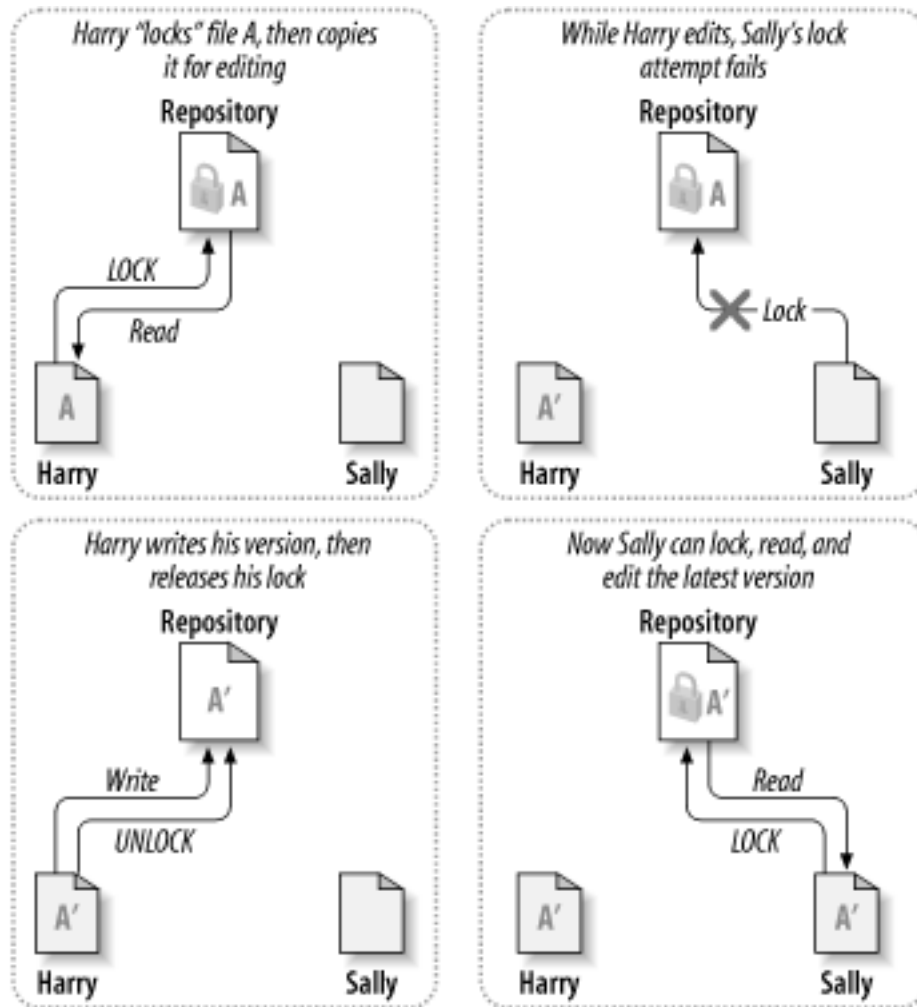 Harry “locks” file A, then copies
it for editing
Repository
A
LOCK
Read
A
Harry
Sally
While Harry edits, Sally’s lock
attempt fails
Repository
A
Lock
A′
Harry
Sally
Harry writes his version, then
releases his lock
Repository
A′
Write
UNLOCK
A′
Harry
Sally
Now Sally can lock, read, and
edit the latest version
Repository
A′
Read
LOCK
A′
A′
Harry
Sally